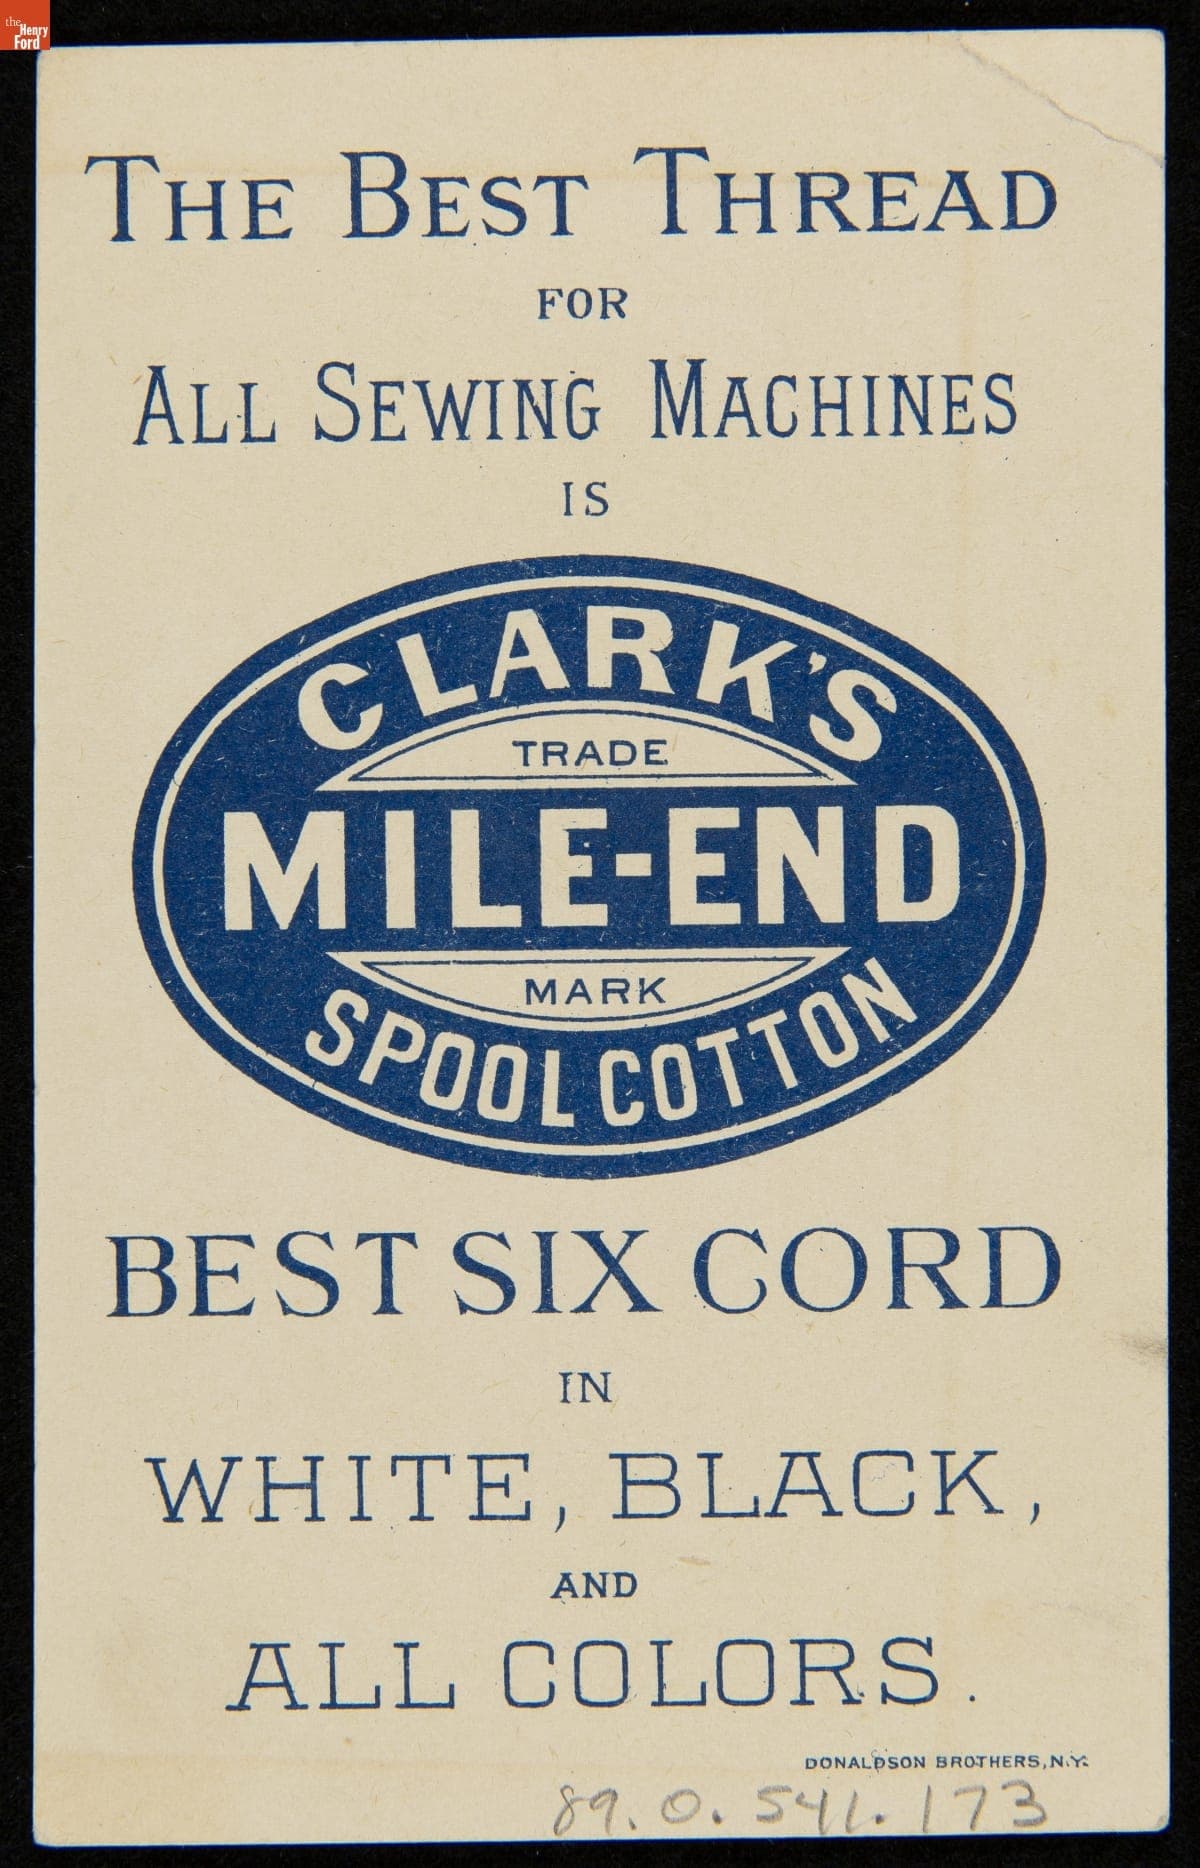 the
Henry
Ford
THE BEST THREAD
FOR
ALL SEWING MACHINES
IS
CLARK'S
TRADE
MILE-END
MARK
SPOOL COTTON
BEST SIX CORD
IN
WHITE, BLACK,
AND
ALL COLORS.
DONALDSON BROTHERS, N.Y.
89.0.541.173